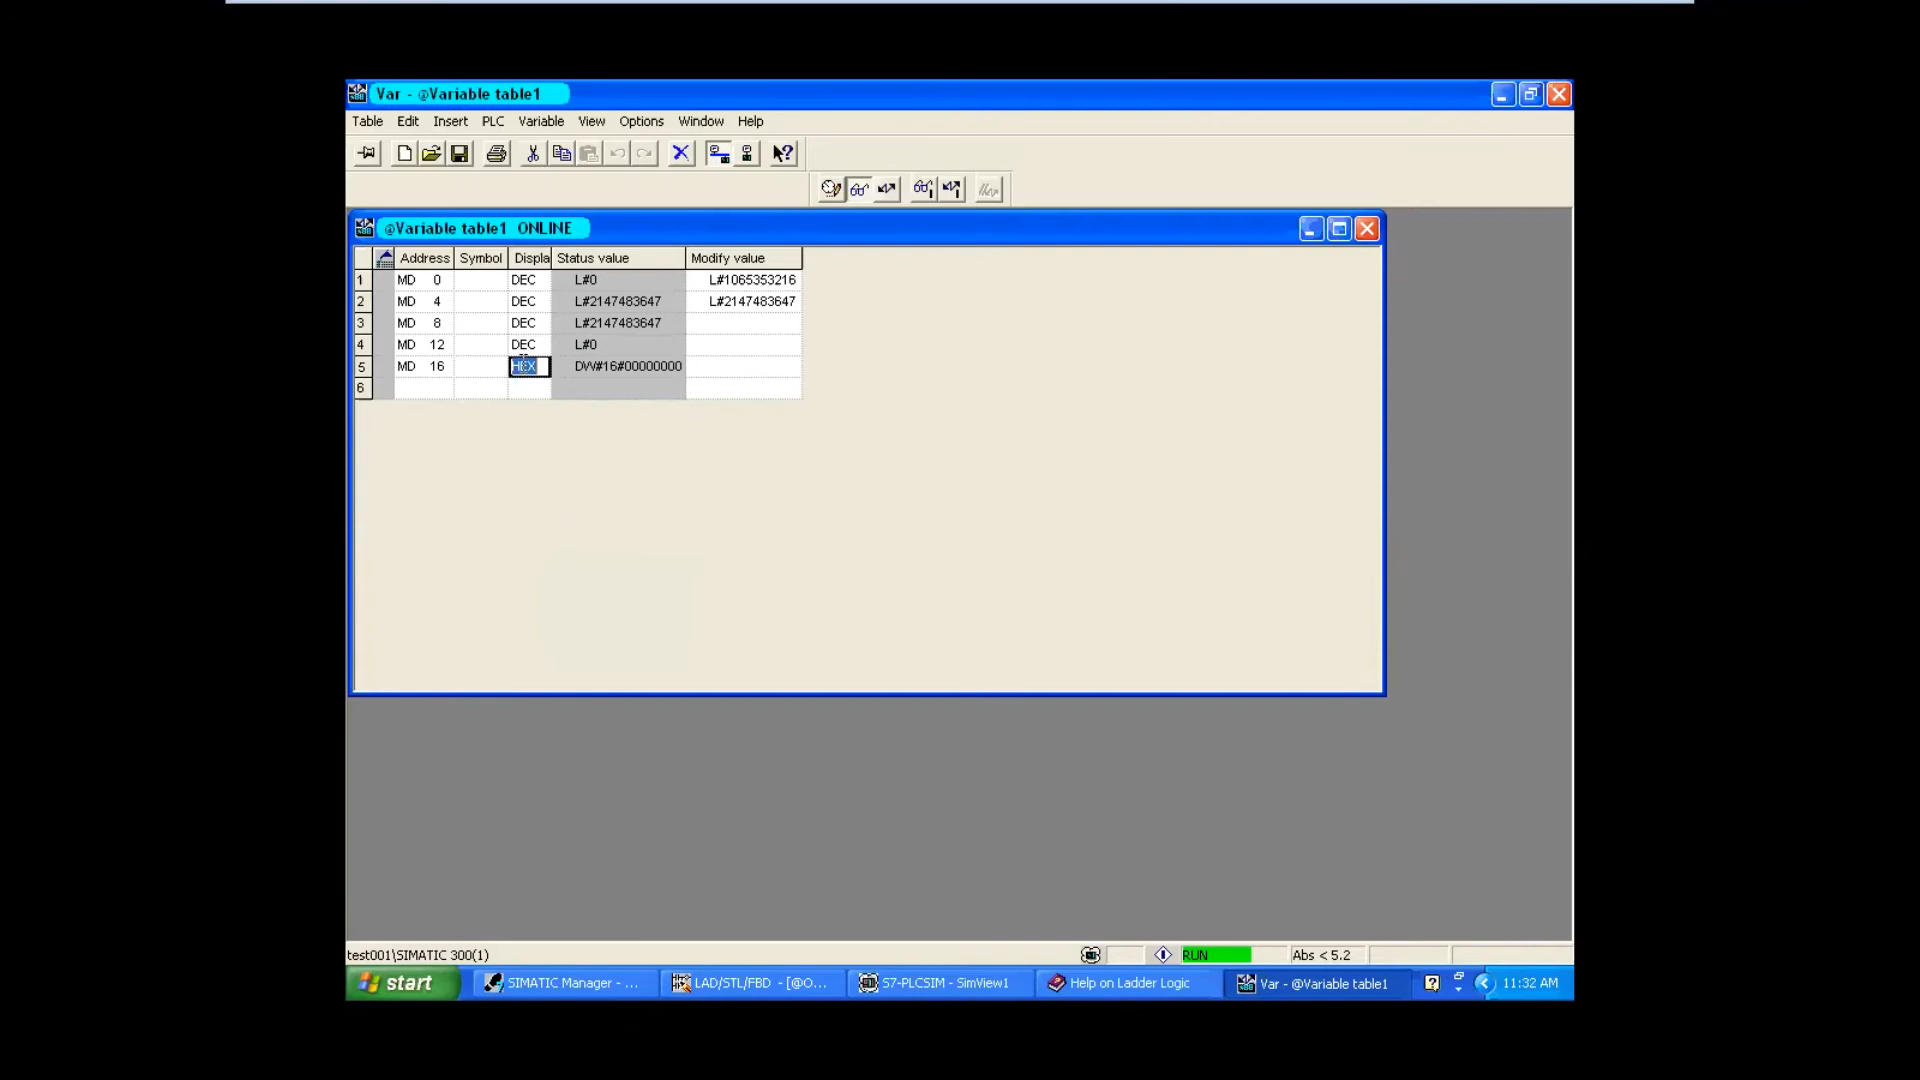 Var - @Variable table1
Table Edit Insert PLC Variable View Options Window Help
@Variable table1 ONLINE
Address Symbol Displa Status value Modify value
1 MD 0 DEC L#0 L#1065353216
2 MD 4 DEC L#2147483647 L#2147483647
3 MD 8 DEC L#2147483647
4 MD 12 DEC L#0
5 MD 16 HEX DW#16#00000000
6
test001\SIMATIC 300(1) RUN Abs < 5.2
start SIMATIC Manager - ... LAD/STL/FBD - [@O... S7-PLCSIM - SimView1 Help on Ladder Logic Var - @Variable table1 11:32 AM